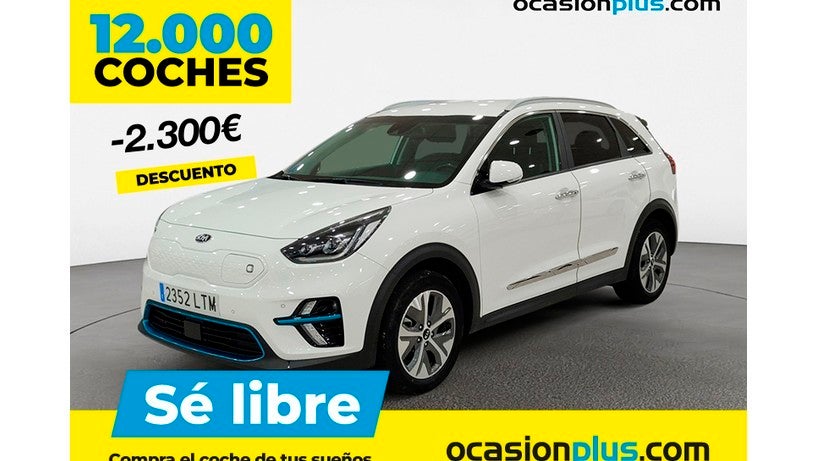 ocasionplus.com
12.000
COCHES
-2.300€
DESCUENTO
KIA
2352 LTM
Sé libre
Compra el coche de tus sueños
ocasionplus.com